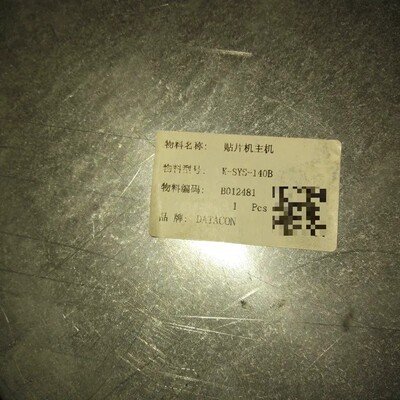 物料名称: 贴片机主机
物料型号: K-SYS-140B
物料编码: B012481
1 Pcs
品 牌: DATACON